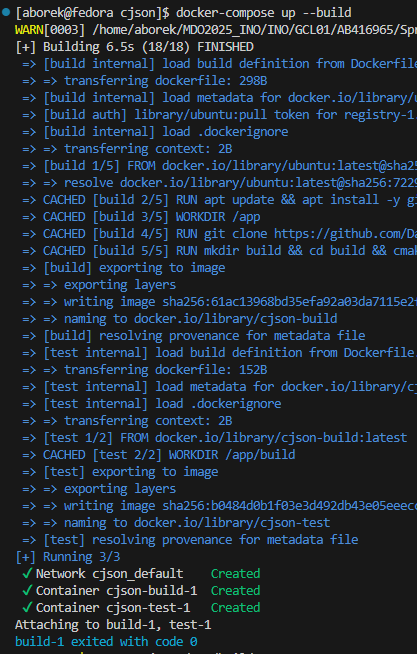 [aborek@fedora cjson]$ docker-compose up --build
WARN[0003] /home/aborek/MDO2025_INO/INO/GCL01/AB416965/Spr
[+] Building 6.5s (18/18) FINISHED
=> [build internal] load build definition from Dockerfile
=> => transferring dockerfile: 298B
=> [build internal] load metadata for docker.io/library/u
=> [build auth] library/ubuntu:pull token for registry-1.
=> [build internal] load .dockerignore
=> => transferring context: 2B
=> [build 1/5] FROM docker.io/library/ubuntu:latest@sha25
=> => resolve docker.io/library/ubuntu:latest@sha256:7229
=> CACHED [build 2/5] RUN apt update && apt install -y gi
=> CACHED [build 3/5] WORKDIR /app
=> CACHED [build 4/5] RUN git clone https://github.com/Da
=> CACHED [build 5/5] RUN mkdir build && cd build && cmak
=> [build] exporting to image
=> => exporting layers
=> => writing image sha256:61ac13968bd35efa92a03da7115e2
=> => naming to docker.io/library/cjson-build
=> [build] resolving provenance for metadata file
=> [test internal] load build definition from Dockerfile.
=> => transferring dockerfile: 152B
=> [test internal] load metadata for docker.io/library/cj
=> [test internal] load .dockerignore
=> => transferring context: 2B
=> [test 1/2] FROM docker.io/library/cjson-build:latest
=> CACHED [test 2/2] WORKDIR /app/build
=> [test] exporting to image
=> => exporting layers
=> => writing image sha256:b0484d0b1f03e3d492db43e05eeec
=> => naming to docker.io/library/cjson-test
=> [test] resolving provenance for metadata file
[+] Running 3/3
✔ Network cjson_default Created
✔ Container cjson-build-1 Created
✔ Container cjson-test-1 Created
Attaching to build-1, test-1
build-1 exited with code 0